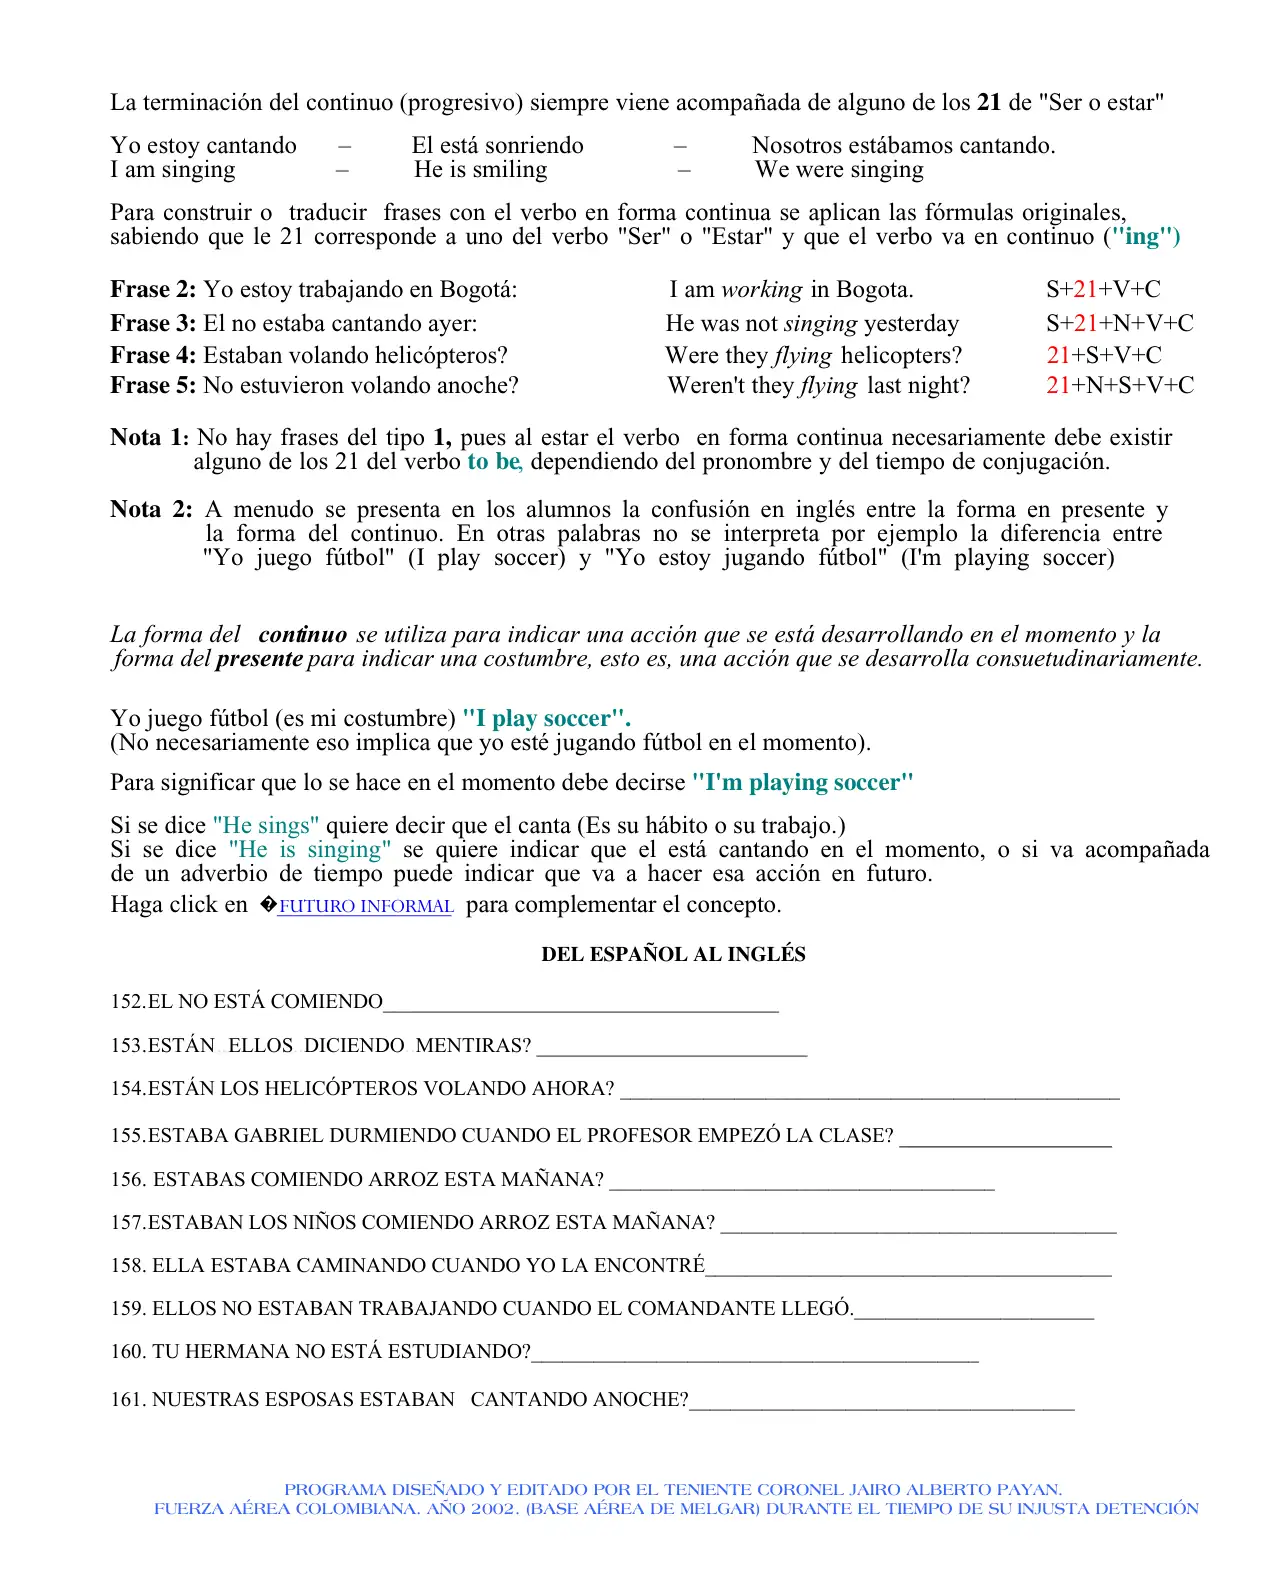 La terminación del continuo (progresivo) siempre viene acompañada de alguno de los 21 de "Ser o estar"
Yo estoy cantando – El está sonriendo – Nosotros estábamos cantando.
I am singing – He is smiling – We were singing
Para construir o traducir frases con el verbo en forma continua se aplican las fórmulas originales,
sabiendo que le 21 corresponde a uno del verbo "Ser" o "Estar" y que el verbo va en continuo ("ing")
Frase 2: Yo estoy trabajando en Bogotá: I am working in Bogota. S+21+V+C
Frase 3: El no estaba cantando ayer: He was not singing yesterday S+21+N+V+C
Frase 4: Estaban volando helicópteros? Were they flying helicopters? 21+S+V+C
Frase 5: No estuvieron volando anoche? Weren't they flying last night? 21+N+S+V+C
Nota 1: No hay frases del tipo 1, pues al estar el verbo en forma continua necesariamente debe existir
alguno de los 21 del verbo to be, dependiendo del pronombre y del tiempo de conjugación.
Nota 2: A menudo se presenta en los alumnos la confusión en inglés entre la forma en presente y
la forma del continuo. En otras palabras no se interpreta por ejemplo la diferencia entre
"Yo juego fútbol" (I play soccer) y "Yo estoy jugando fútbol" (I'm playing soccer)
La forma del continuo se utiliza para indicar una acción que se está desarrollando en el momento y la
forma del presente para indicar una costumbre, esto es, una acción que se desarrolla consuetudinariamente.
Yo juego fútbol (es mi costumbre) "I play soccer".
(No necesariamente eso implica que yo esté jugando fútbol en el momento).
Para significar que lo se hace en el momento debe decirse "I'm playing soccer"
Si se dice "He sings" quiere decir que el canta (Es su hábito o su trabajo.)
Si se dice "He is singing" se quiere indicar que el está cantando en el momento, o si va acompañada
de un adverbio de tiempo puede indicar que va a hacer esa acción en futuro.
Haga click en �FUTURO INFORMAL para complementar el concepto.
DEL ESPAÑOL AL INGLÉS
152.EL NO ESTÁ COMIENDO______________________________________
153.ESTÁN ELLOS DICIENDO MENTIRAS? __________________________
154.ESTÁN LOS HELICÓPTEROS VOLANDO AHORA? ________________________________________________
155.ESTABA GABRIEL DURMIENDO CUANDO EL PROFESOR EMPEZÓ LA CLASE? ____________________
156. ESTABAS COMIENDO ARROZ ESTA MAÑANA? _____________________________________
157.ESTABAN LOS NIÑOS COMIENDO ARROZ ESTA MAÑANA? ______________________________________
158. ELLA ESTABA CAMINANDO CUANDO YO LA ENCONTRÉ_______________________________________
159. ELLOS NO ESTABAN TRABAJANDO CUANDO EL COMANDANTE LLEGÓ._______________________
160. TU HERMANA NO ESTÁ ESTUDIANDO?___________________________________________
161. NUESTRAS ESPOSAS ESTABAN CANTANDO ANOCHE?_____________________________________
PROGRAMA DISEÑADO Y EDITADO POR EL TENIENTE CORONEL JAIRO ALBERTO PAYAN.
FUERZA AÉREA COLOMBIANA. AÑO 2002. (BASE AÉREA DE MELGAR) DURANTE EL TIEMPO DE SU INJUSTA DETENCIÓN